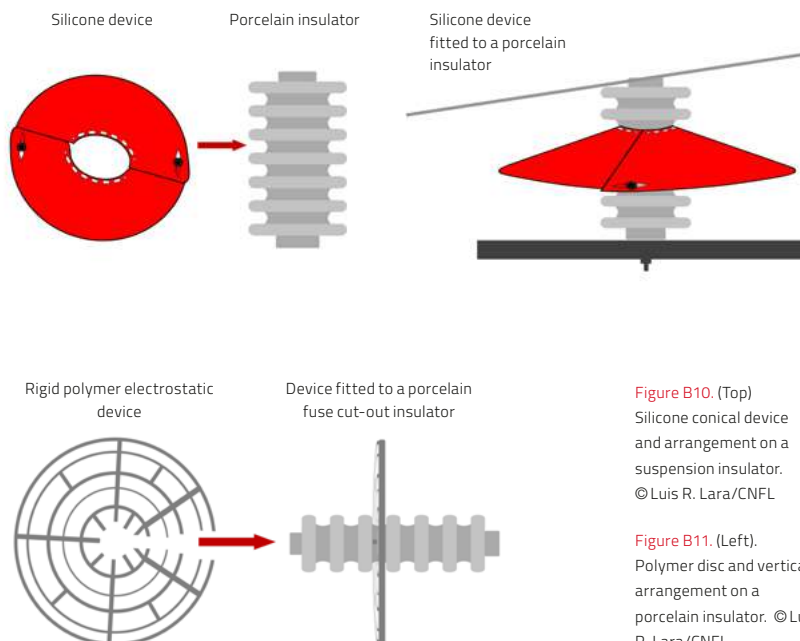 Silicone device
Porcelain insulator
Silicone device
fitted to a porcelain
insulator
Rigid polymer electrostatic
device
Device fitted to a porcelain
fuse cut-out insulator
Figure B10. (Top)
Silicone conical device
and arrangement on a
suspension insulator.
© Luis R. Lara/CNFL
Figure B11. (Left).
Polymer disc and
arrangement on a
porcelain insulator. ©
R. Lara/CNFL